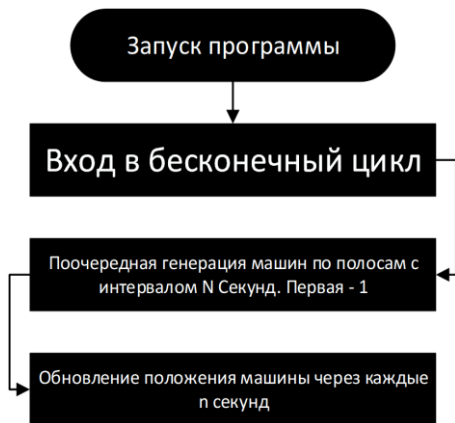 Запуск программы
Вход в бесконечный цикл
Поочередная генерация машин по полосам с
интервалом N Секунд. Первая - 1
Обновление положения машины через каждые
n секунд